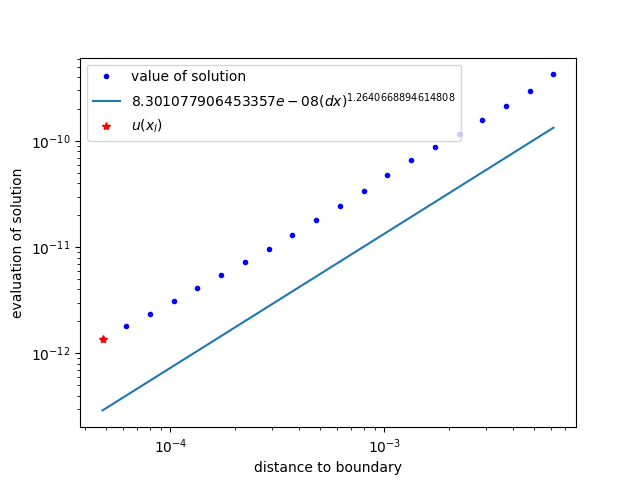 value of solution
8.301077906453357e − 08(dx)^1.2640668894614808
u(x_l)
evaluation of solution
10^−10
10^−11
10^−12
10^−4
10^−3
distance to boundary